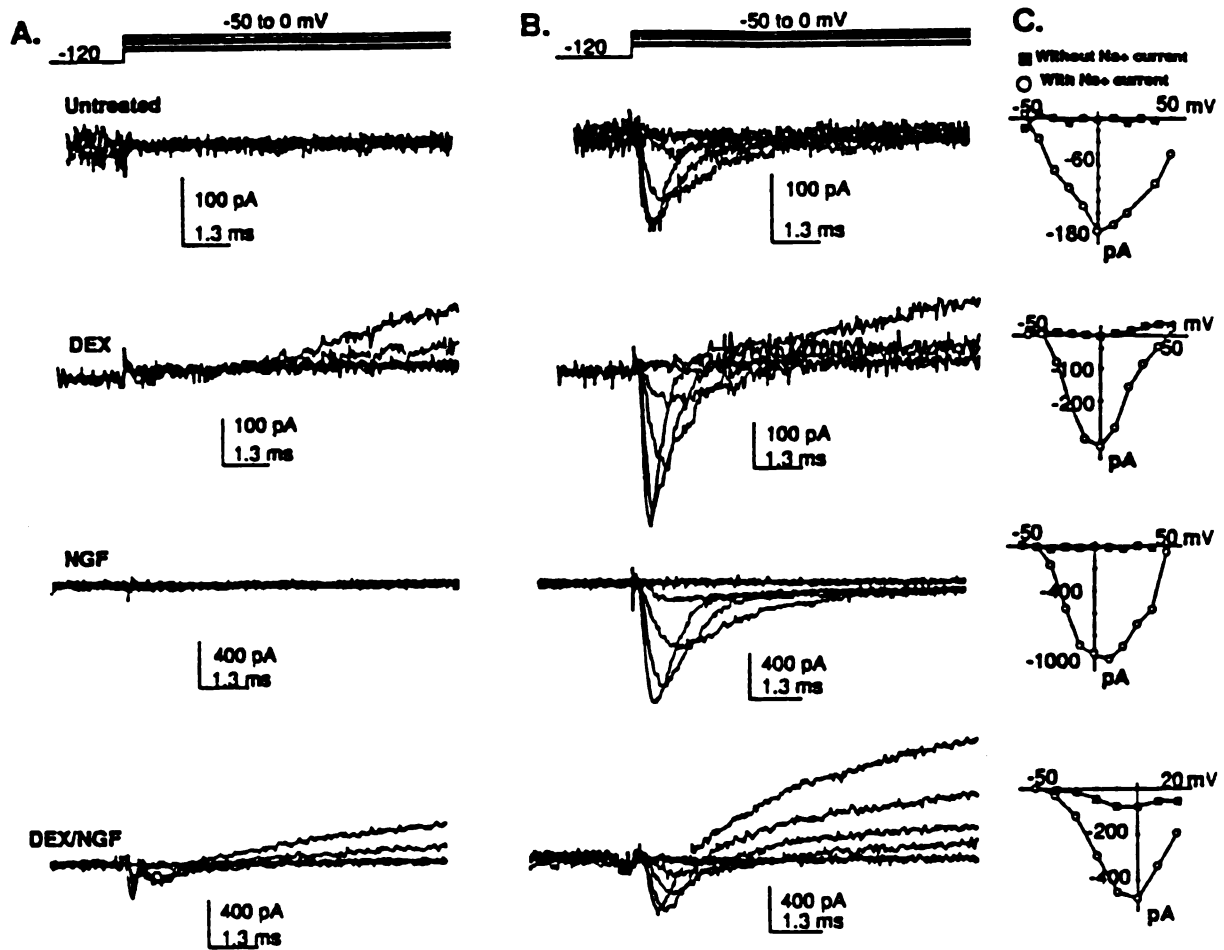 A.
-50 to 0 mV
-120
B.
-50 to 0 mV
-120
C.
Without Na+ current
With Na+ current
Untreated
100 pA
1.3 ms
100 pA
1.3 ms
-50
50 mV
-60
-180
pA
DEX
100 pA
1.3 ms
100 pA
1.3 ms
-50
mV
50
-100
-200
pA
NGF
400 pA
1.3 ms
400 pA
1.3 ms
-50
50 mV
-400
-1000
pA
DEX/NGF
400 pA
1.3 ms
400 pA
1.3 ms
-50
20 mV
-200
-400
pA